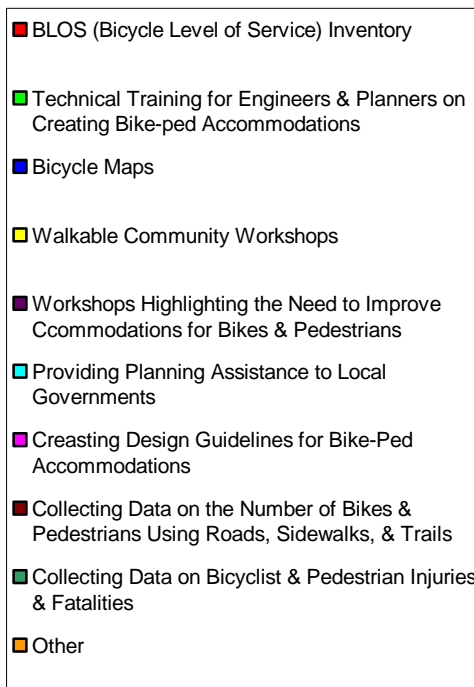 BLOS (Bicycle Level of Service) Inventory
Technical Training for Engineers & Planners on
Creating Bike-ped Accommodations
Bicycle Maps
Walkable Community Workshops
Workshops Highlighting the Need to Improve
Ccommodations for Bikes & Pedestrians
Providing Planning Assistance to Local
Governments
Creasting Design Guidelines for Bike-Ped
Accommodations
Collecting Data on the Number of Bikes &
Pedestrians Using Roads, Sidewalks, & Trails
Collecting Data on Bicyclist & Pedestrian Injuries
& Fatalities
Other